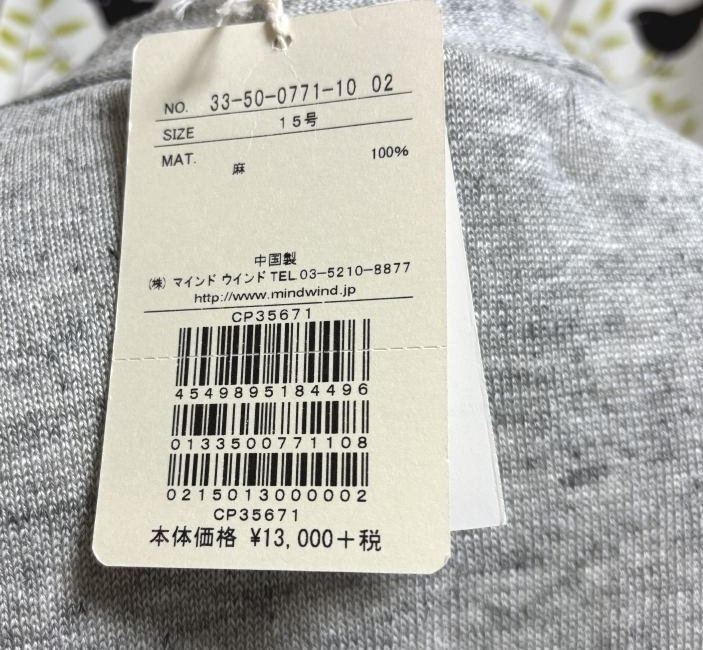 NO. 33-50-0771-10 02
SIZE 15号
MAT. 麻 100%
中国製
(株) マインド ウインド TEL 03-5210-8877
http://www.mindwind.jp
CP35671
4549895184496
0133500771108
0215013000002
CP35671
本体価格 ¥13,000+税